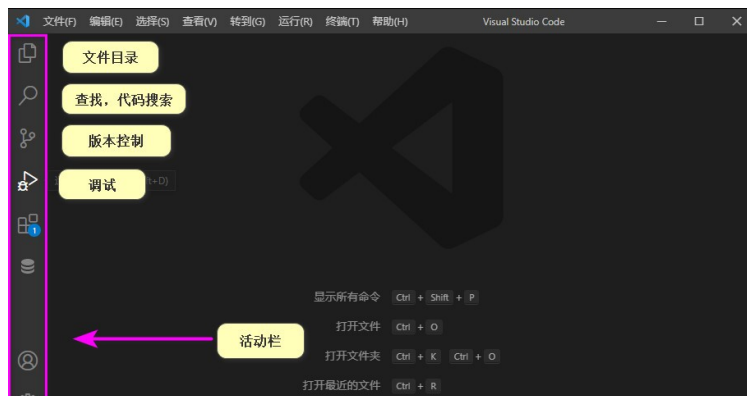 文件(F) 编辑(E) 选择(S) 查看(V) 转到(G) 运行(R) 终端(T) 帮助(H) Visual Studio Code
文件目录
查找，代码搜索
版本控制
调试
1
显示所有命令 Ctrl + Shift + P
活动栏
打开文件 Ctrl + O
打开文件夹 Ctrl + K Ctrl + O
打开最近的文件 Ctrl + R